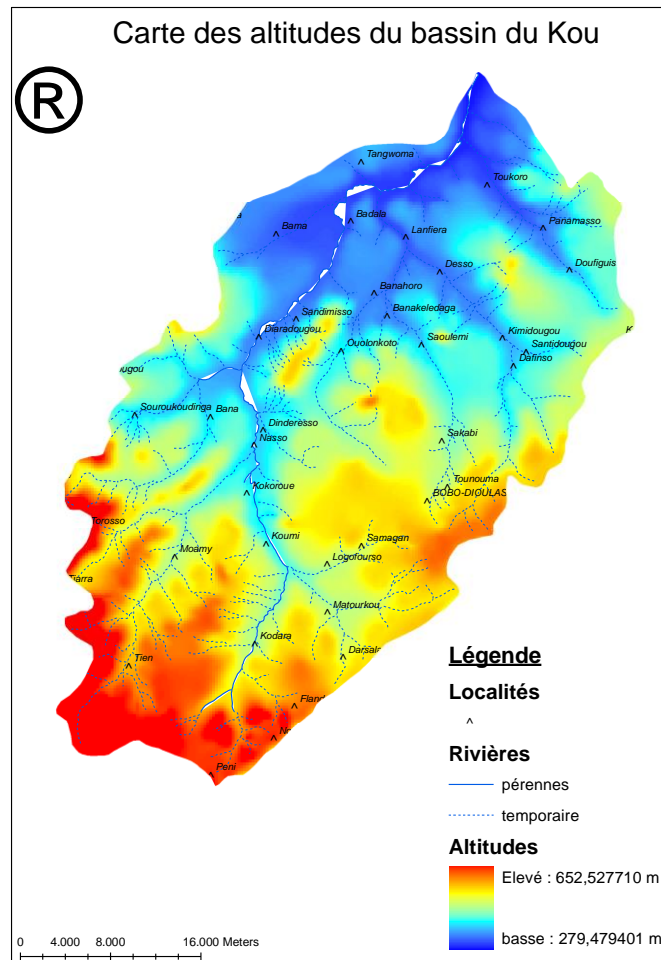 Carte des altitudes du bassin du Kou
®
Tangwoma
Toukoro
Badala
Panamasso
Bama
Lanfiera
Desso
Doufiguis
Banahoro
Sandimisso
Banakeledaga
Diaradougou
Kimidougou
K
Ouolonkoto
Saoulemi
Santidougou
Dafinso
ougou
Souroukoudinga
Bana
Dinderesso
Nasso
Sakabi
Kokoroue
Tounouma
BOBO-DIOULAS
Torosso
Koumi
Samagan
Moamy
Logofourso
Tiarra
Matourkou
Kodara
Darsala
Tien
Fland
Peni
Légende
Localités
^
Rivières
pérennes
temporaire
Altitudes
Elevé : 652,527710 m
basse : 279,479401 m
0 4.000 8.000 16.000 Meters